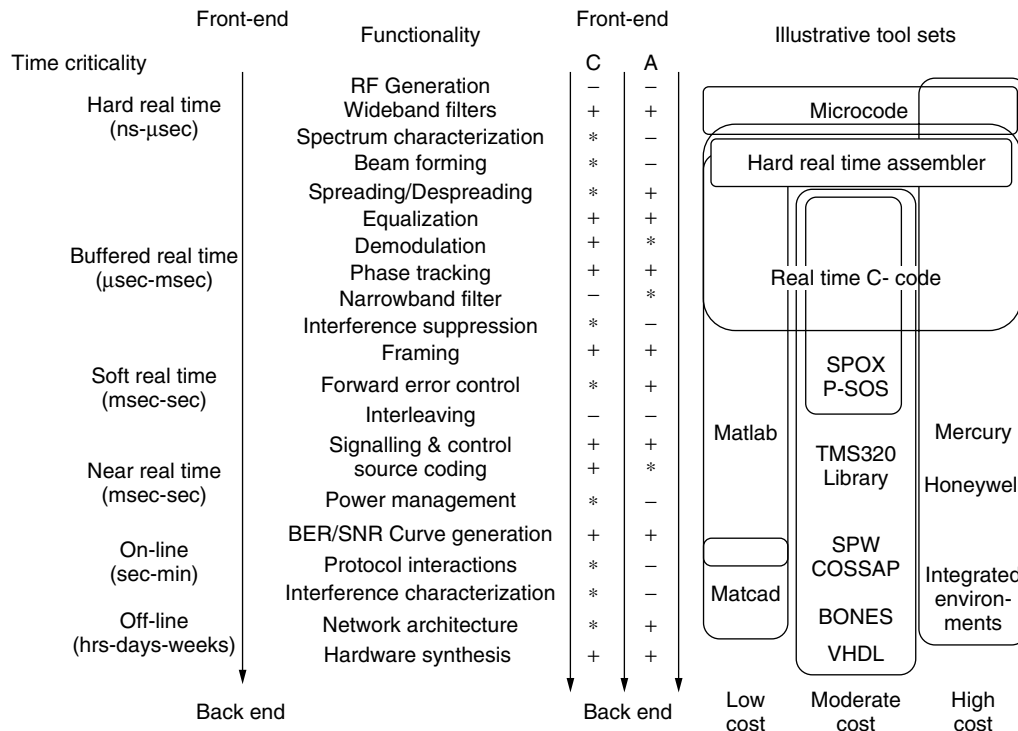 Front-end
Functionality
Front-end
Illustrative tool sets
Time criticality
C A
Hard real time
(ns-μsec)
Buffered real time
(μsec-msec)
Soft real time
(msec-sec)
Near real time
(msec-sec)
On-line
(sec-min)
Off-line
(hrs-days-weeks)
Back end
RF Generation – –
Wideband filters + +
Spectrum characterization * –
Beam forming * –
Spreading/Despreading * +
Equalization + +
Demodulation + *
Phase tracking + +
Narrowband filter – *
Interference suppression * –
Framing + +
Forward error control * +
Interleaving – –
Signalling & control + +
source coding + *
Power management * –
BER/SNR Curve generation + +
Protocol interactions * –
Interference characterization * –
Network architecture * +
Hardware synthesis + +
Back end
Microcode
Hard real time assembler
Real time C- code
SPOX
P-SOS
Matlab
TMS320
Library
Mercury
Honeywel
SPW
COSSAP
Matcad
Integrated
environ-
ments
BONES
VHDL
Low
cost
Moderate
cost
High
cost